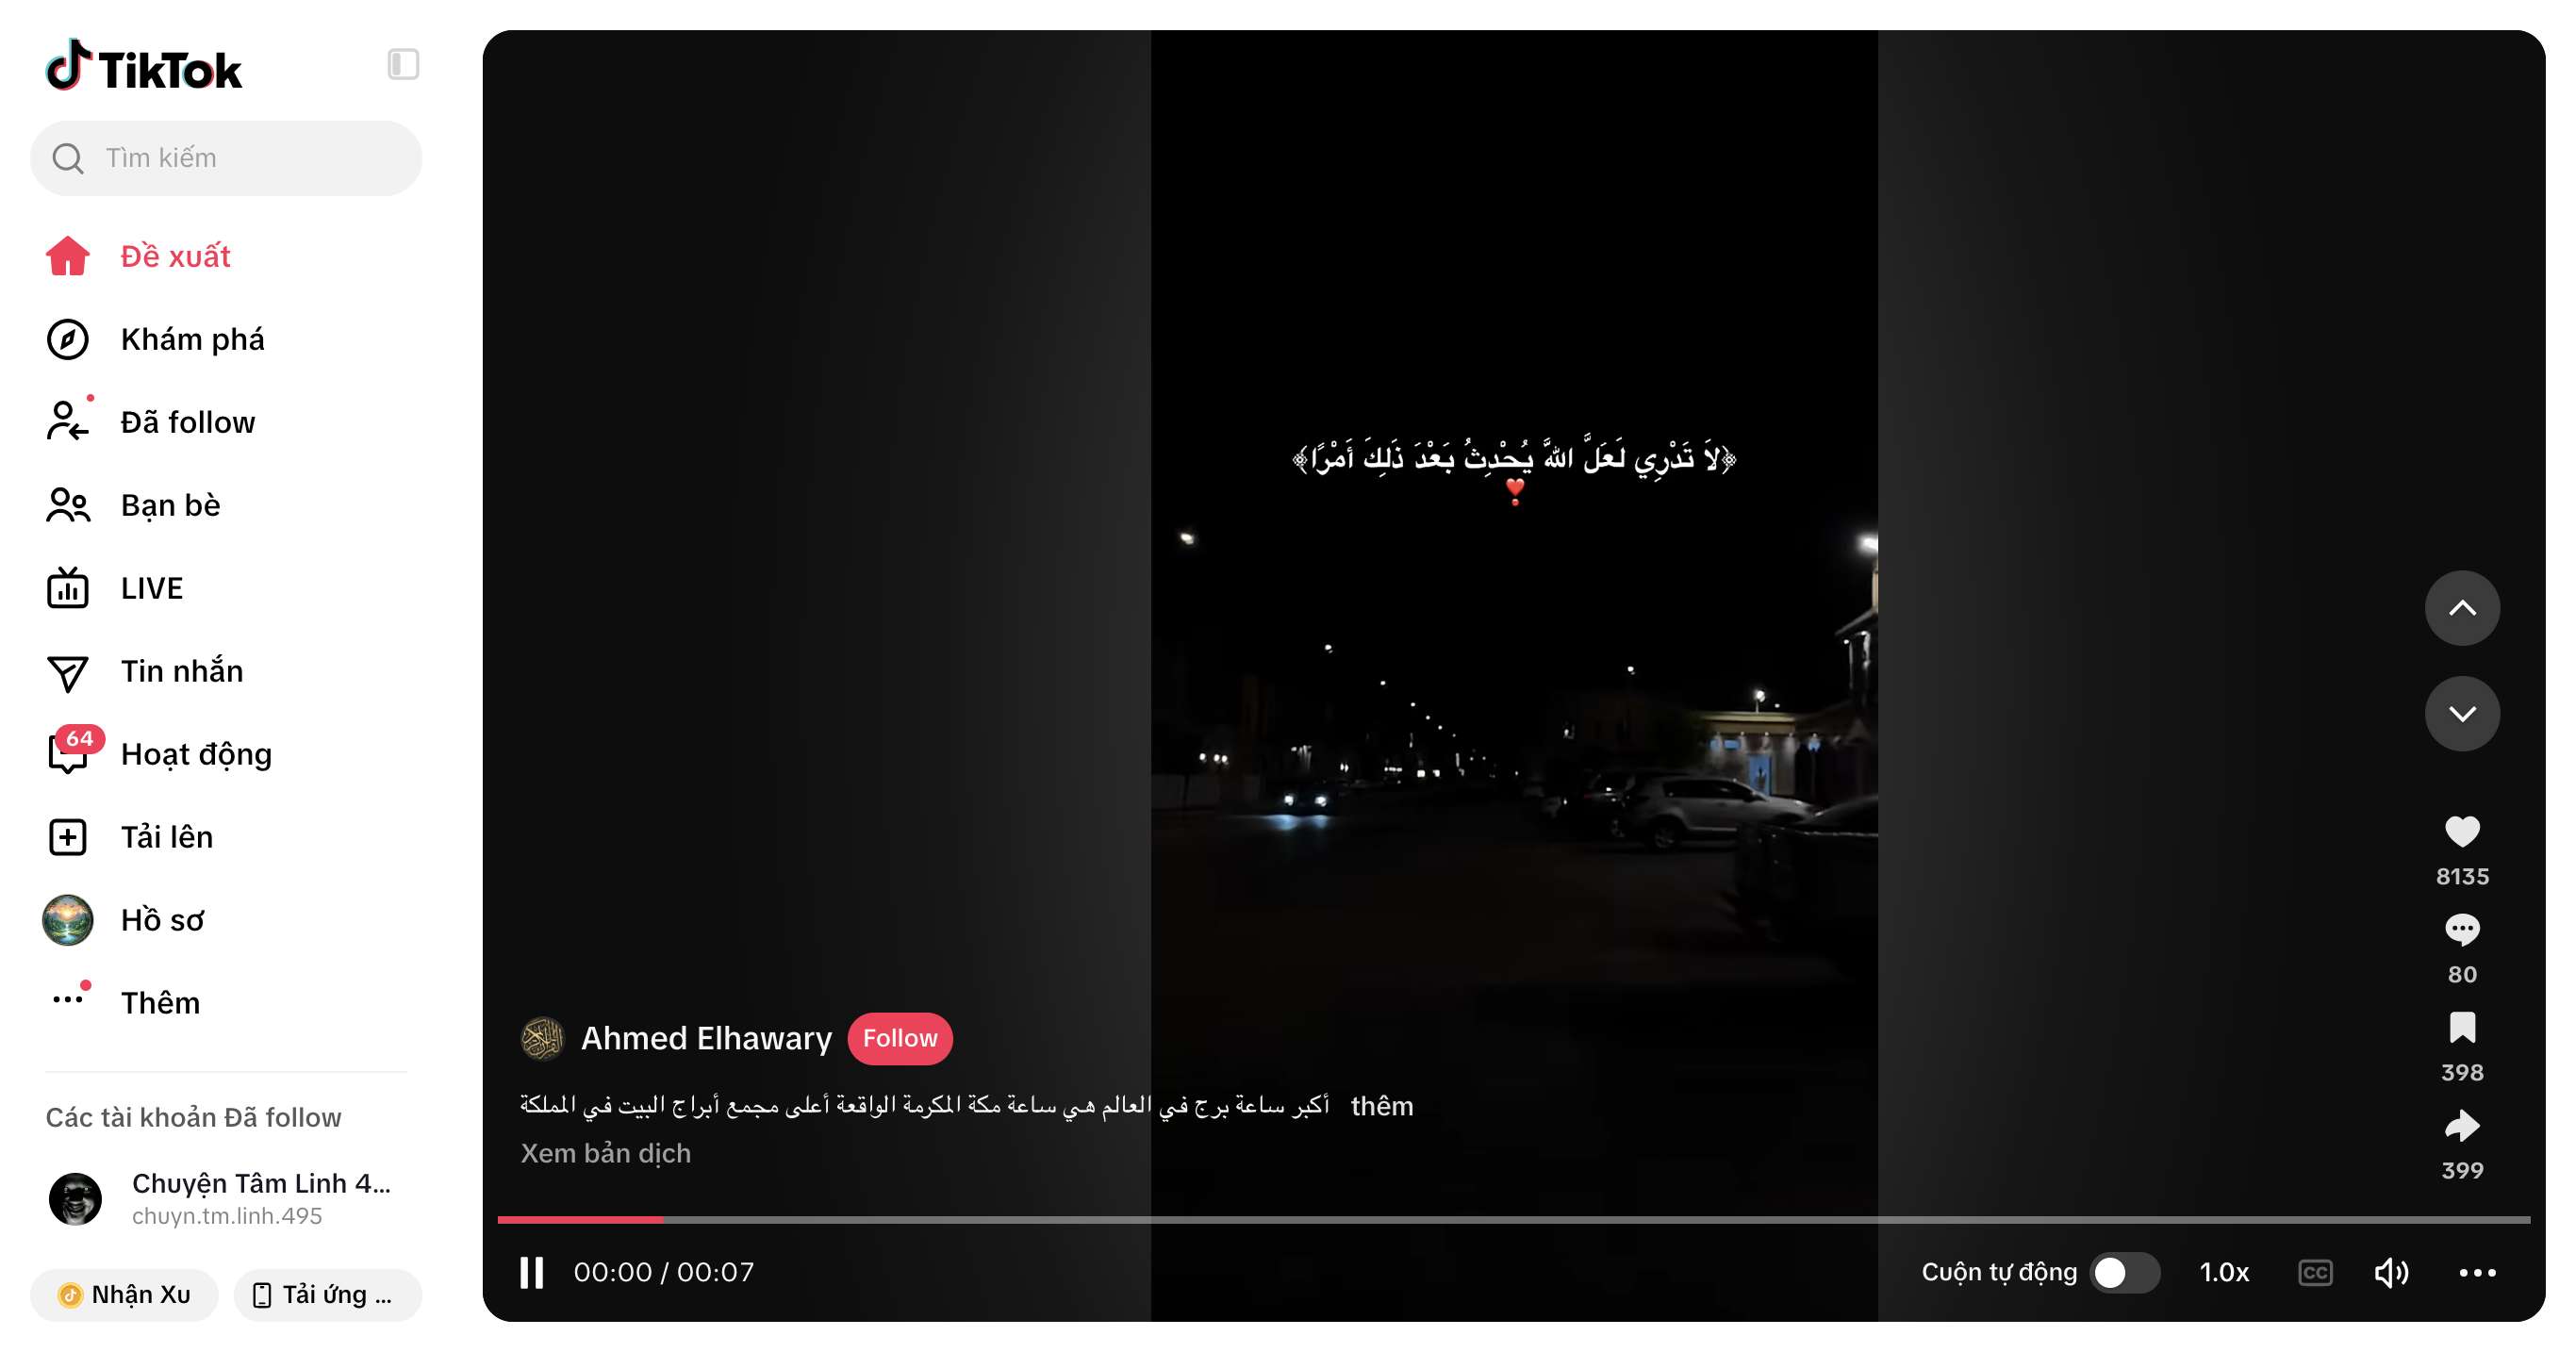 TikTok
Tìm kiếm
Đề xuất
Khám phá
Đã follow
Bạn bè
LIVE
Tin nhắn
64
Hoạt động
Tải lên
Hồ sơ
Thêm
Các tài khoản Đã follow
Chuyện Tâm Linh 4...
chuyn.tm.linh.495
Nhận Xu
Tải ứng ...
﴿لاَ تَدْرِي لَعَلَّ اللهَّ يُحْدِثُ بَعْدَ ذَلِكَ أَمْرًا﴾
Ahmed Elhawary
Follow
أكبر ساعة برج في العالم هي ساعة مكة المكرمة الواقعة أعلى مجمع أبراج البيت في المملكة thêm
Xem bản dịch
8135
80
398
399
00:00 / 00:07
Cuộn tự động
1.0x
CC